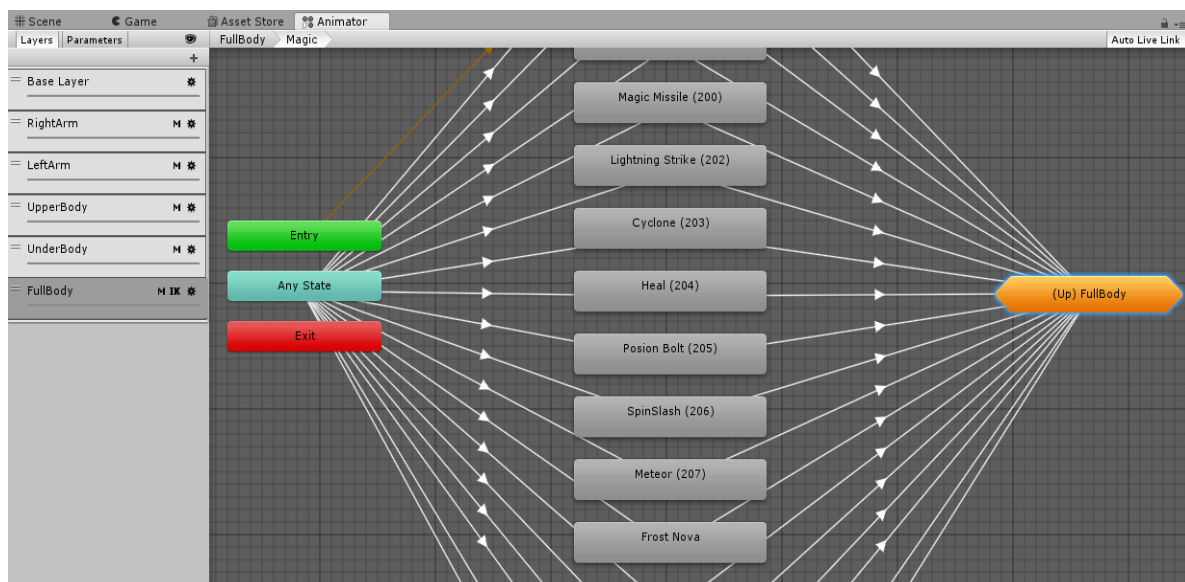 Scene Game Asset Store Animator
Layers Parameters FullBody Magic Auto Live Link
+
Base Layer
RightArm M
LeftArm M
UpperBody M
UnderBody M
FullBody M IK
Entry
Any State
Exit
Magic Missile (200)
Lightning Strike (202)
Cyclone (203)
Heal (204)
Posion Bolt (205)
SpinSlash (206)
Meteor (207)
Frost Nova
(Up) FullBody